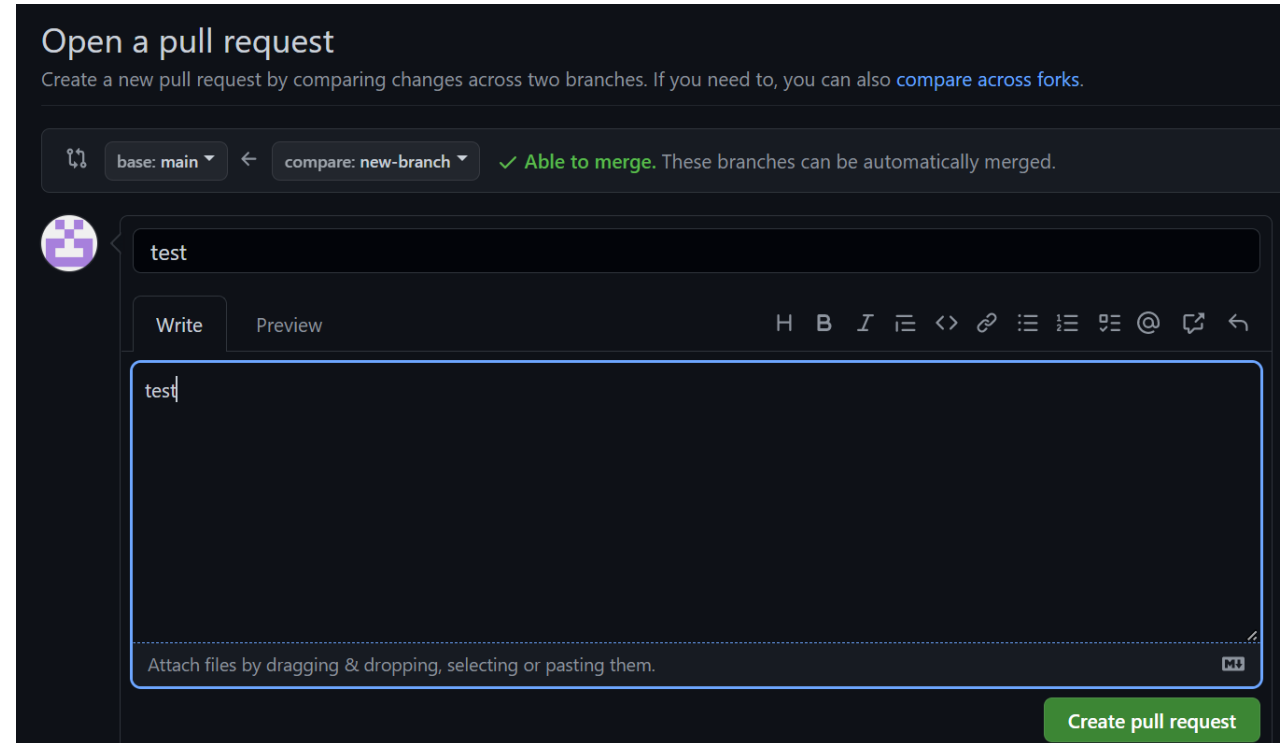 Open a pull request
Create a new pull request by comparing changes across two branches. If you need to, you can also compare across forks.
base: main compare: new-branch Able to merge. These branches can be automatically merged.
test
Write Preview
test
Attach files by dragging & dropping, selecting or pasting them.
Create pull request